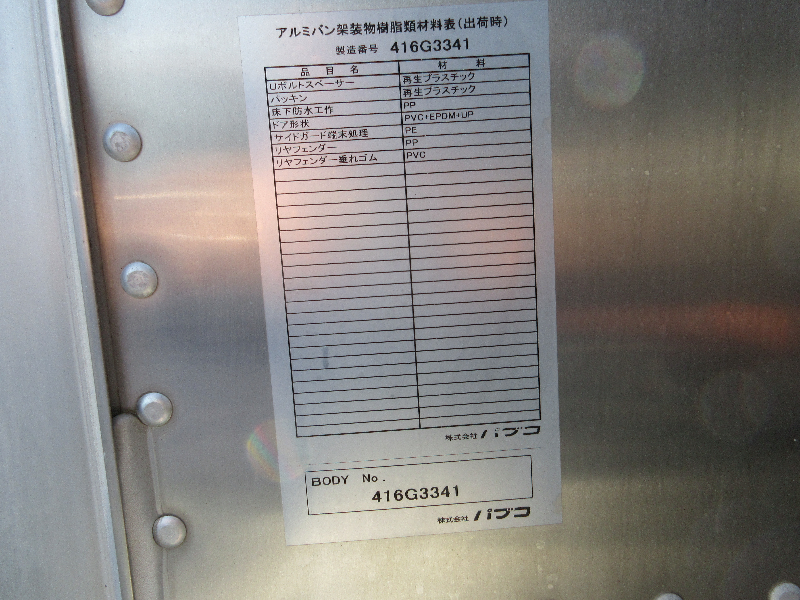 アルミバン架装物樹脂類材料表(出荷時)
製造番号 416G3341
品目名 材料
Uボルトスペーサー 再生プラスチック
パッキン 再生プラスチック
床下防水工作 PP
ドア形状 PVC+EPDM+UP
サイドガード端末処理 PE
リヤフェンダー PP
リヤフェンダー垂れゴム PVC
株式会社 パブコ
BODY No.
416G3341
株式会社 パブコ